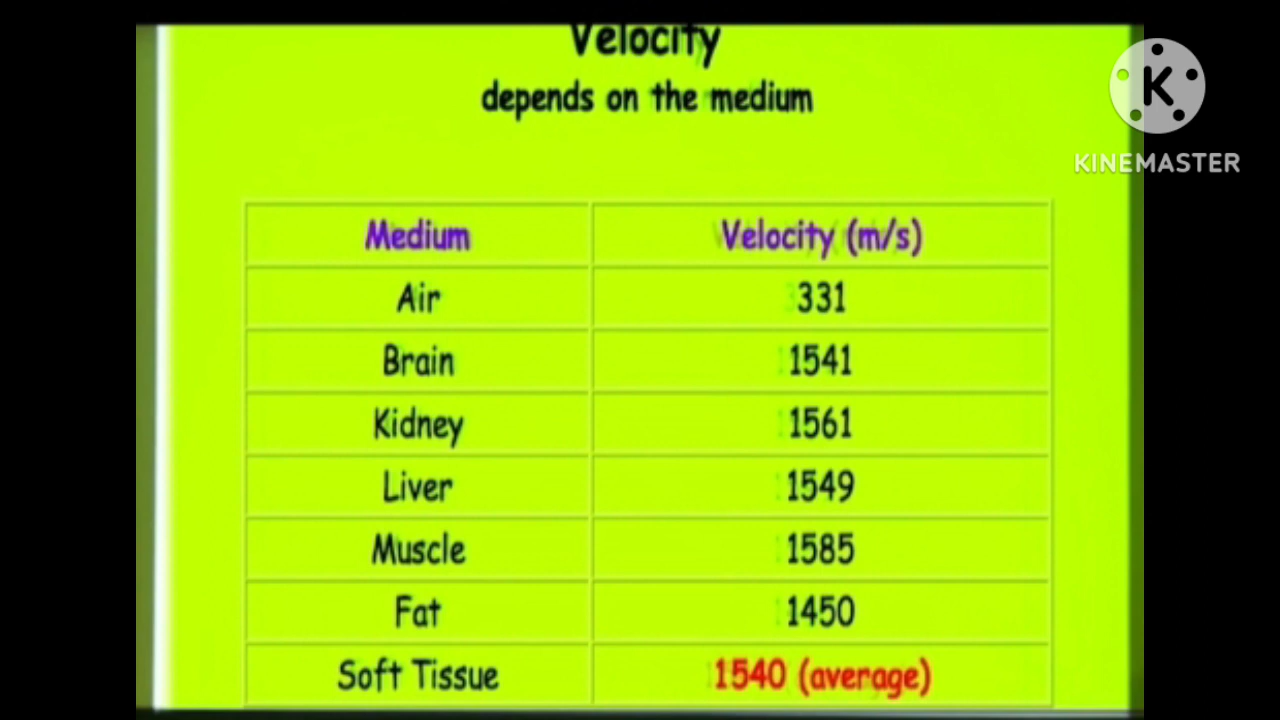 Velocity
depends on the medium
K
KINEMASTER
Medium Velocity (m/s)
Air 331
Brain 1541
Kidney 1561
Liver 1549
Muscle 1585
Fat 1450
Soft Tissue 1540 (average)